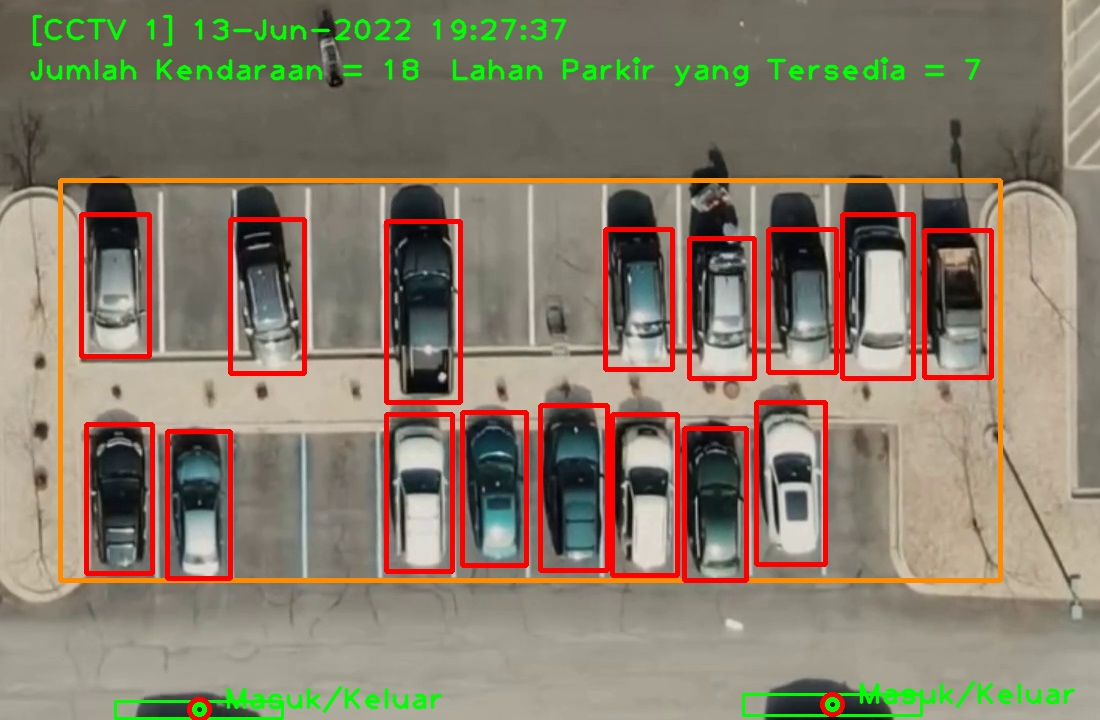 [CCTV 1] 13-Jun-2022 19:27:37
Jumlah Kendaraan = 18 Lahan Parkir yang Tersedia = 7
Masuk/Keluar
Masuk/Keluar